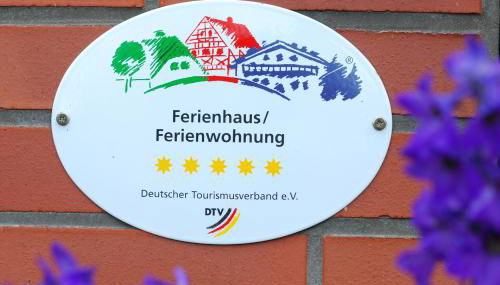 ®
Ferienhaus/
Ferienwohnung
Deutscher Tourismusverband e.V.
DTV